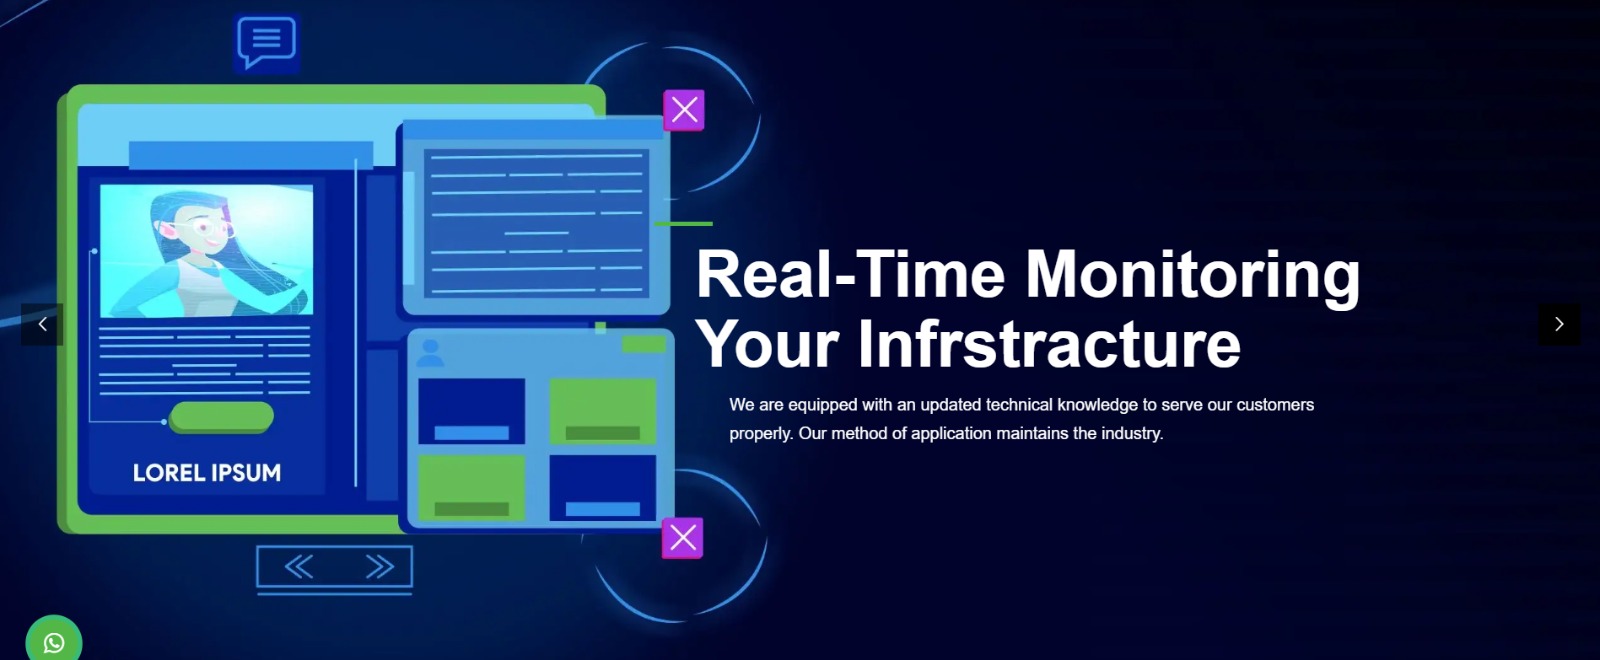 LOREL IPSUM
Real-Time Monitoring
Your Infrstracture
We are equipped with an updated technical knowledge to serve our customers
properly. Our method of application maintains the industry.